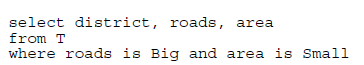 select district, roads, area
from T
where roads is Big and area is Small